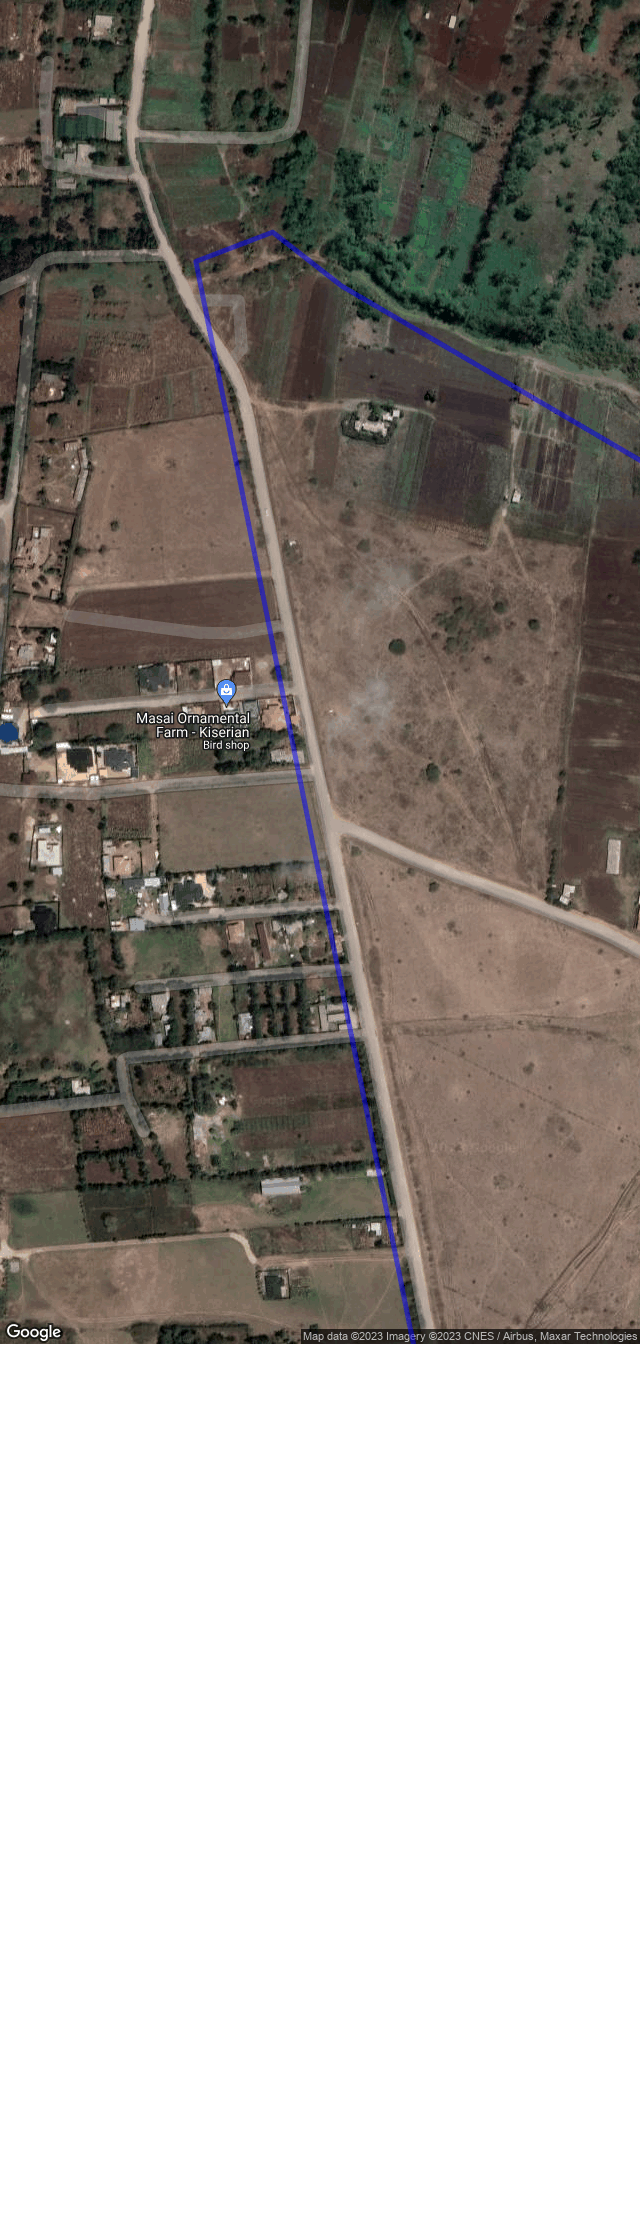 Masai Ornamental
Farm - Kiserian
Bird shop
Google
Map data ©2023 Imagery ©2023 CNES / Airbus, Maxar Technologies